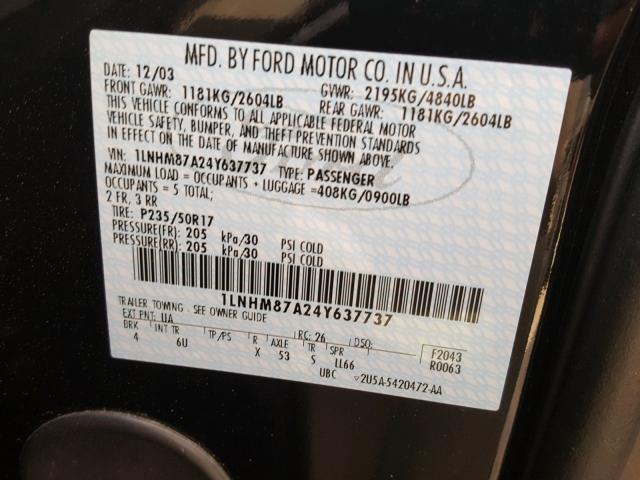 MFD. BY FORD MOTOR CO. IN U.S.A.
DATE: 12/03 GVWR: 2195KG/4840LB
FRONT GAWR: 1181KG/2604LB REAR GAWR: 1181KG/2604LB
THIS VEHICLE CONFORMS TO ALL APPLICABLE FEDERAL MOTOR
VEHICLE SAFETY, BUMPER, AND THEFT PREVENTION STANDARDS
IN EFFECT ON THE DATE OF MANUFACTURE SHOWN ABOVE.
VIN: 1LNHM87A24Y637737 TYPE: PASSENGER
MAXIMUM LOAD = OCCUPANTS + LUGGAGE =408KG/0900LB
OCCUPANTS = 5 TOTAL;
2 FR, 3 RR
TIRE: P235/50R17
PRESSURE(FR): 205 kPa/30 PSI COLD
PRESSURE(RR): 205 kPa/30 PSI COLD
1LNHM87A24Y637737
TRAILER TOWING - SEE OWNER GUIDE
EXT PNT: UA RC: 26 DSO: F2043
BRK INT TR TP/PS R AXLE TR SPR R0063
4 6U X 53 S LL66
UBC 2U5A-5420472-AA